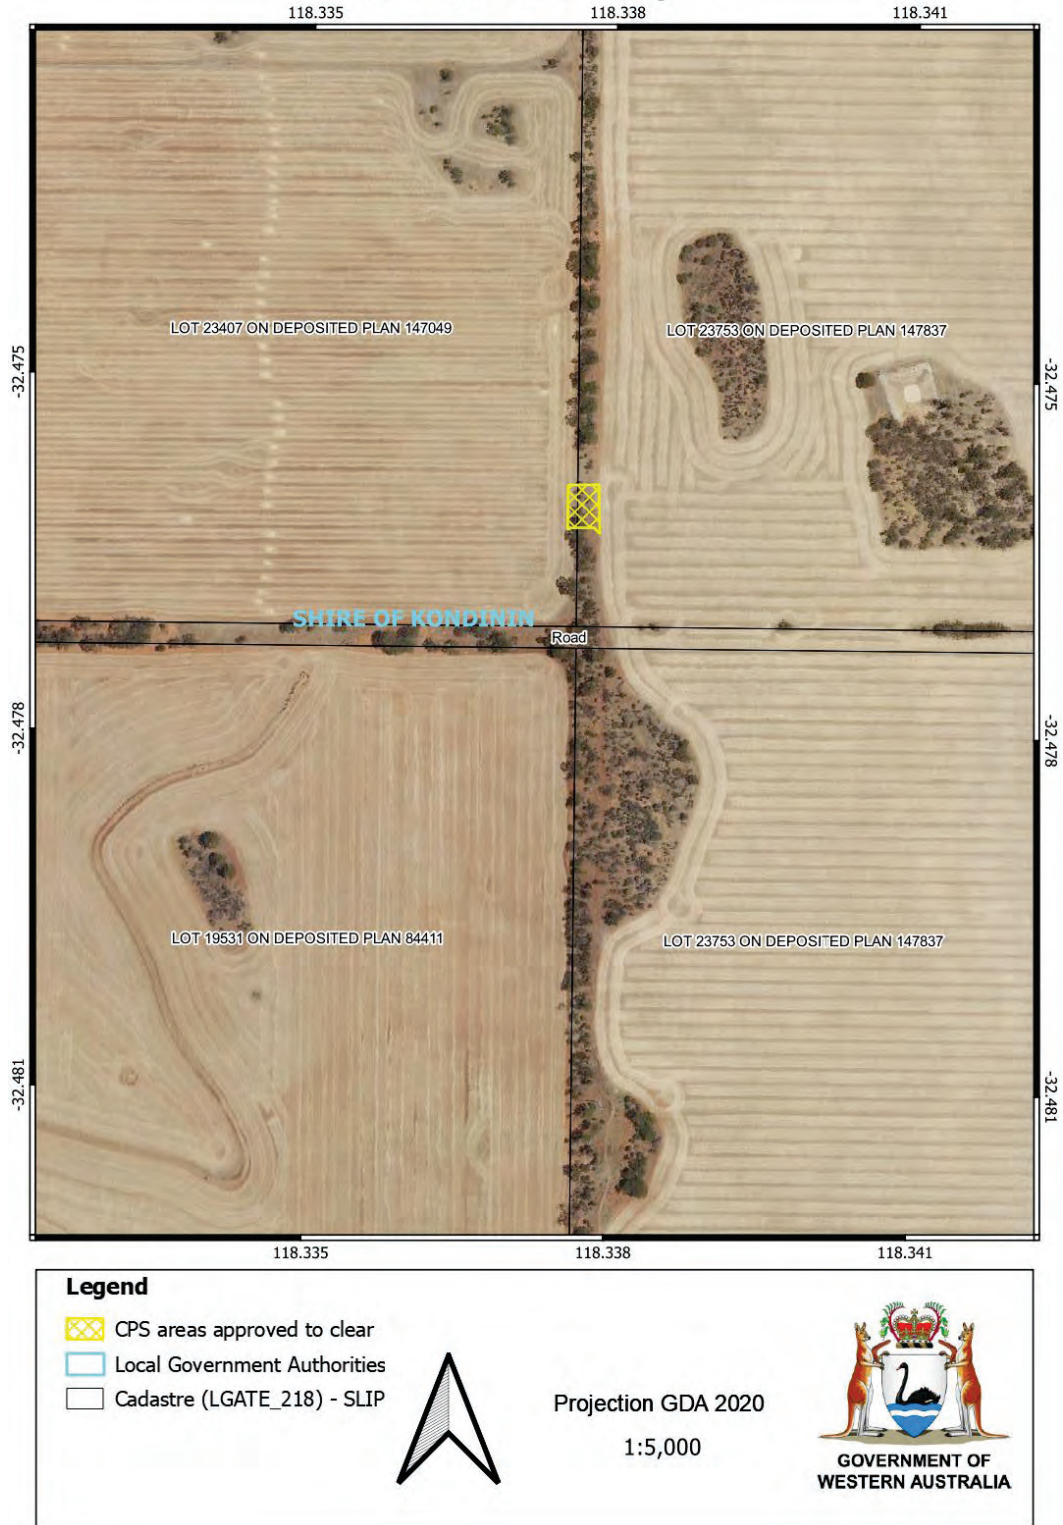 118.335
118.338
118.341
LOT 23407 ON DEPOSITED PLAN 147049
LOT 23753 ON DEPOSITED PLAN 147837
-32.475
-32.475
SHIRE OF KONDININ
Road
-32.478
-32.478
LOT 19531 ON DEPOSITED PLAN 84411
LOT 23753 ON DEPOSITED PLAN 147837
-32.481
-32.481
118.335
118.338
118.341
Legend
CPS areas approved to clear
Local Government Authorities
Cadastre (LGATE_218) - SLIP
Projection GDA 2020
1:5,000
GOVERNMENT OF
WESTERN AUSTRALIA